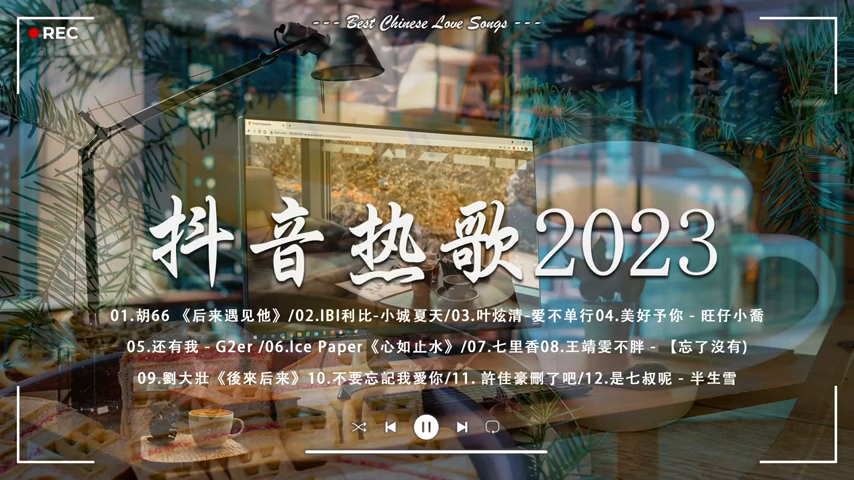 --- Best Chinese Love Songs ---
REC
抖音热歌2023
01.胡66 《后来遇见他》/02.IBI利比-小城夏天/03.叶炫清-愛不单行04.美好予你 - 旺仔小喬
05.还有我 - G2er /06.Ice Paper《心如止水》/07.七里香08.王靖雯不胖 - 【忘了沒有)
09.劉大壯《後來后来》10.不要忘記我愛你/11. 許佳豪刪了吧/12.是七叔呢 - 半生雪